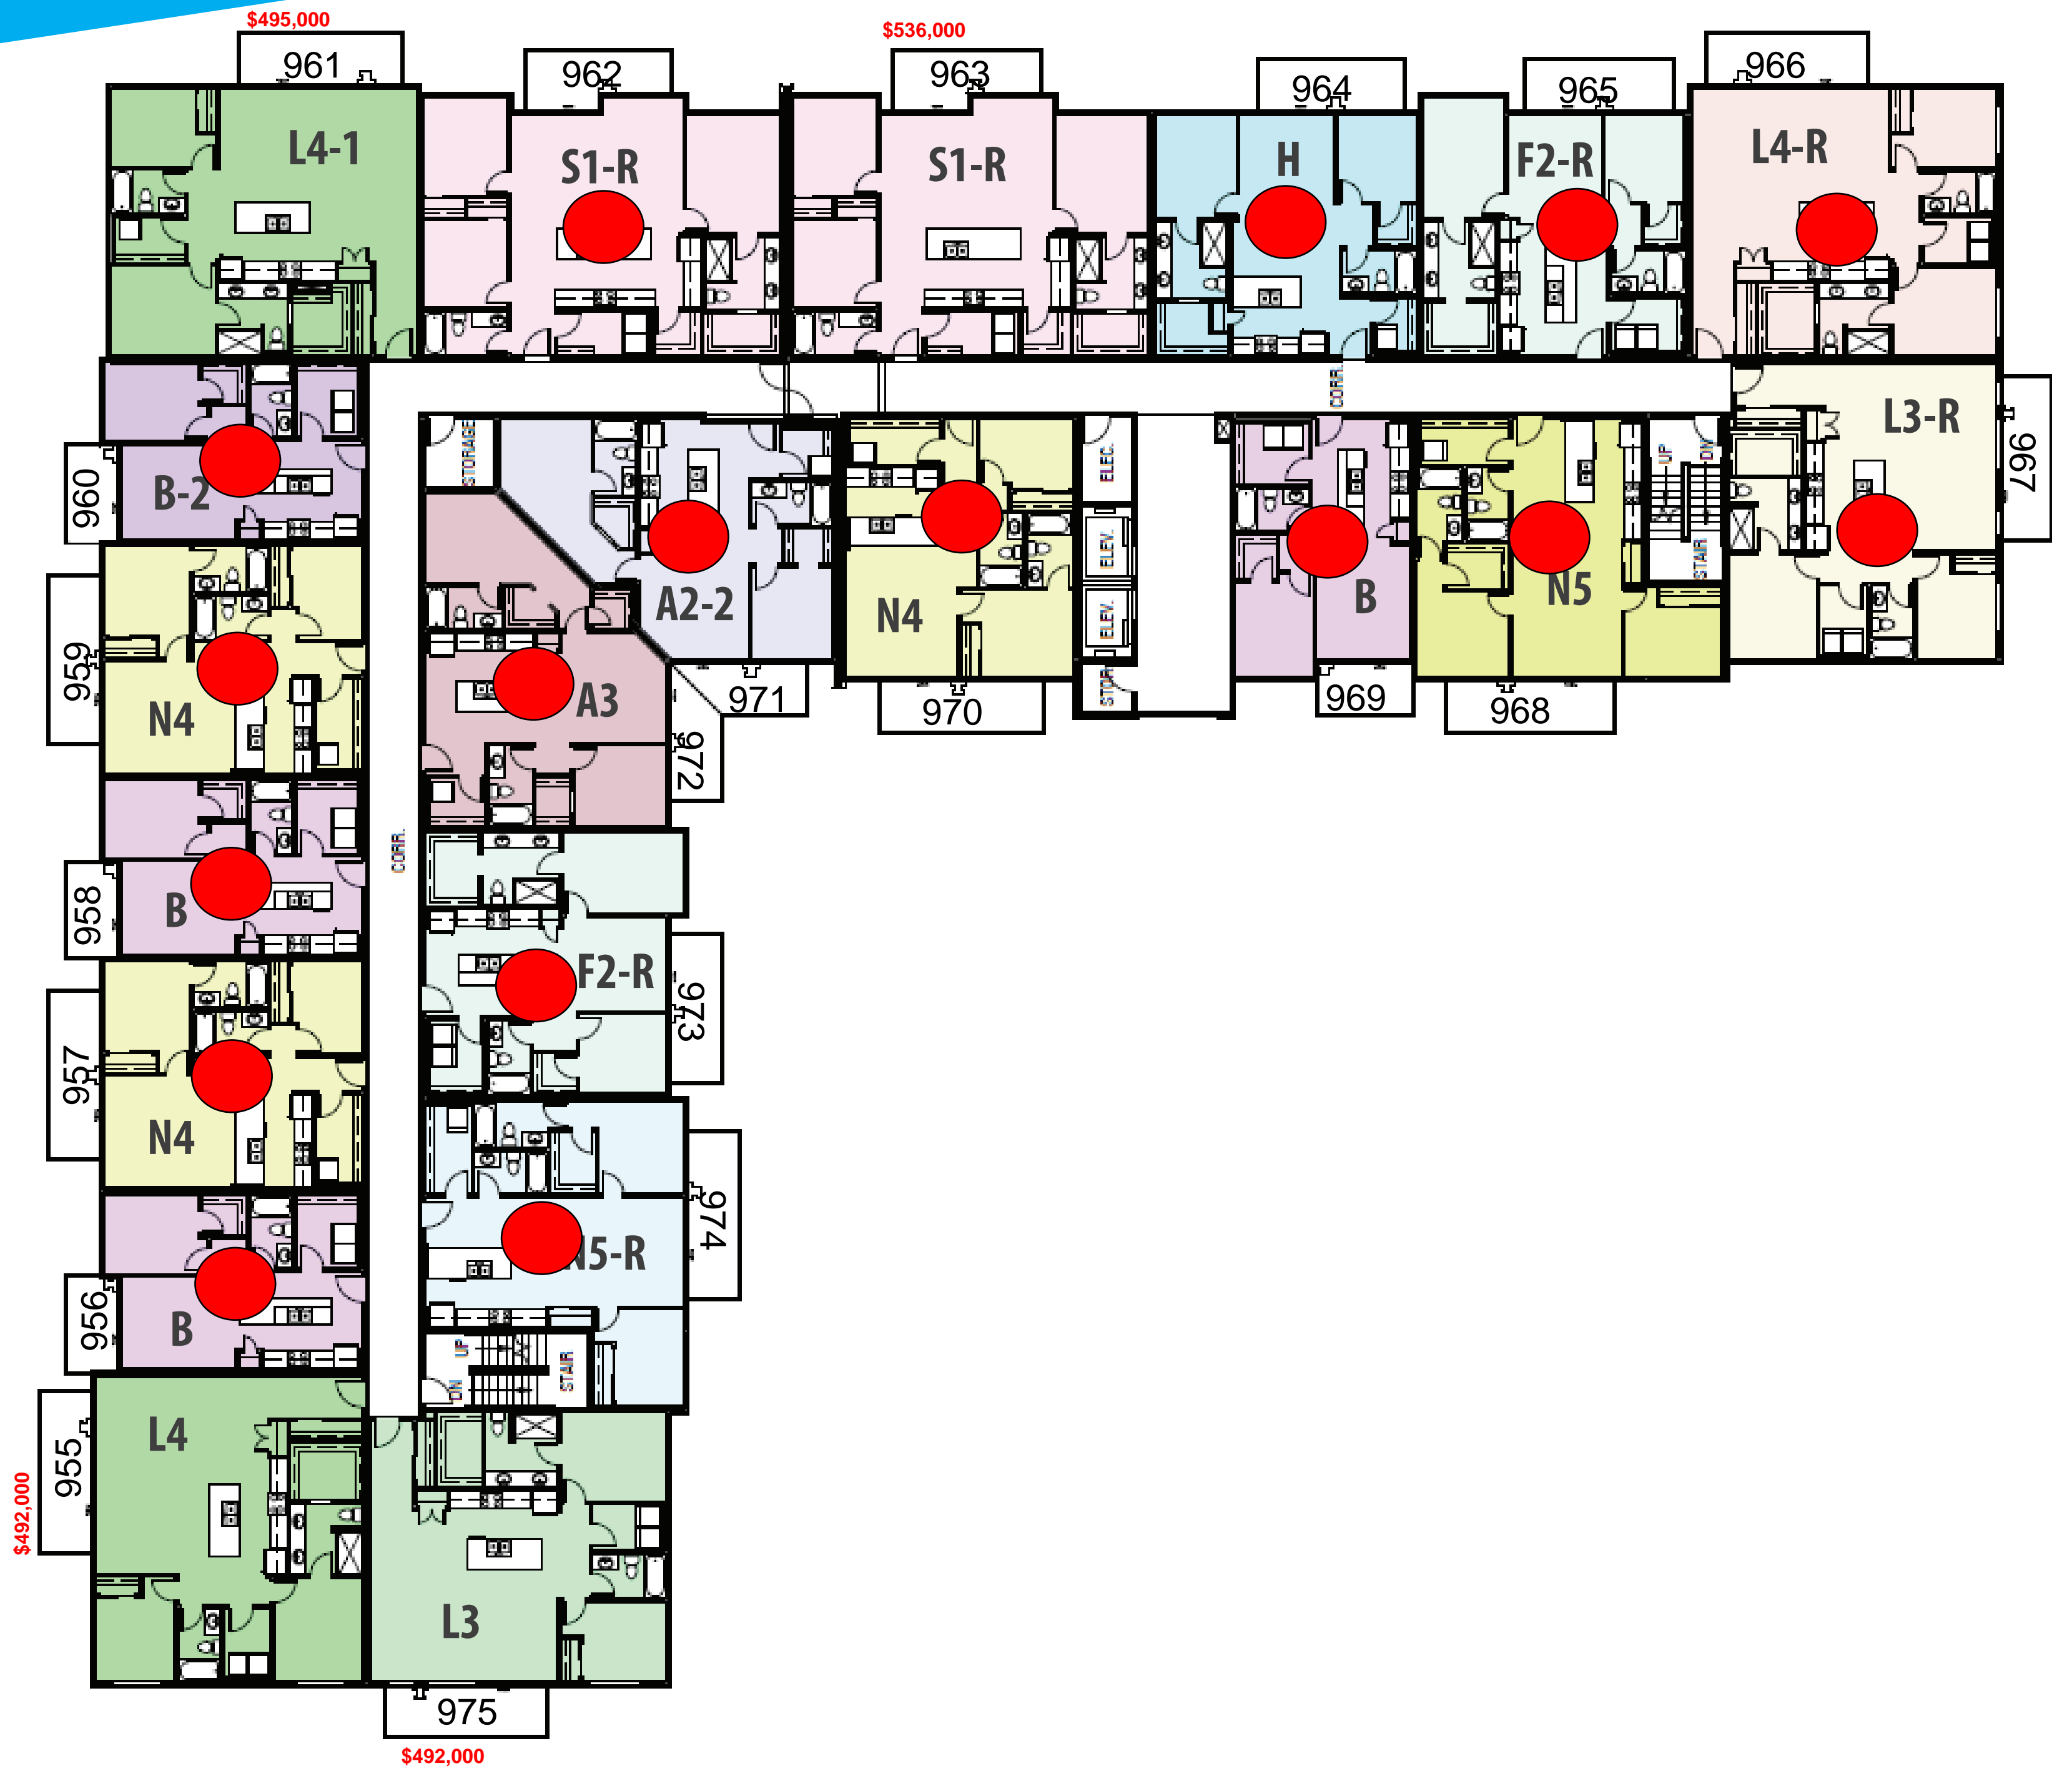 $495,000
$536,000
961
962
963
964
965
966
L4-1
S1-R
S1-R
H
F2-R
L4-R
CORR.
L3-R
967
STORAGE
ELEC.
UP
DN
960
B-2
ELEV.
STAIR
A2-2
N4
ELEV.
B
N5
959
N4
A3
971
970
STOR.
969
968
972
CORR.
958
B
F2-R
973
957
N4
974
N5-R
956
B
UP
DN
STAIR
L4
955
$492,000
L3
975
$492,000